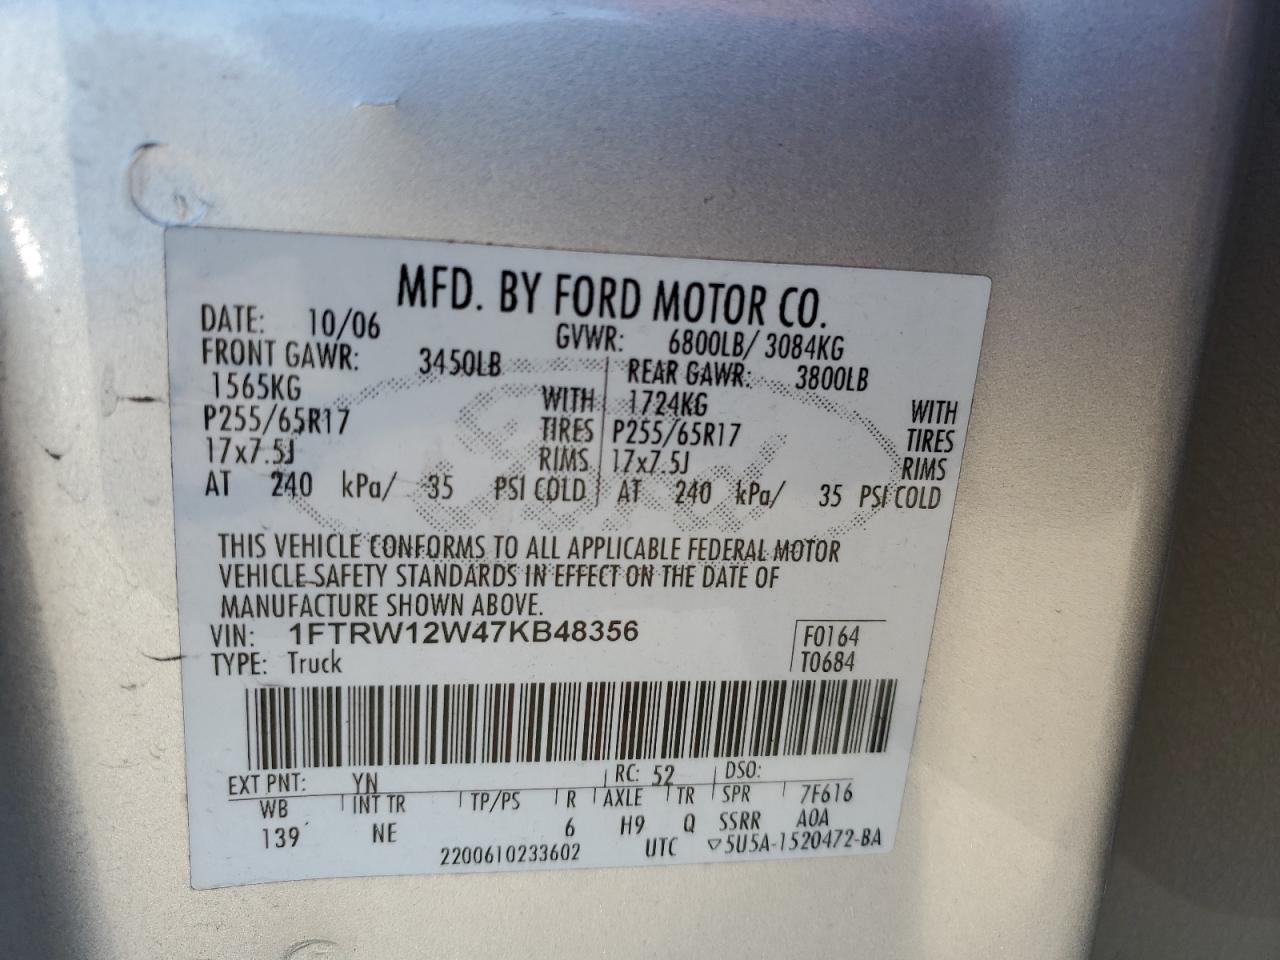 MFD. BY FORD MOTOR CO.
DATE: 10/06 GVWR: 6800LB/ 3084KG
FRONT GAWR: 3450LB REAR GAWR: 3800LB
1565KG WITH 1724KG WITH
P255/65R17 TIRES P255/65R17 TIRES
17x7.5J RIMS 17x7.5J RIMS
AT 240 kPa/ 35 PSI COLD AT 240 kPa/ 35 PSI COLD
Ford
THIS VEHICLE CONFORMS TO ALL APPLICABLE FEDERAL MOTOR
VEHICLE SAFETY STANDARDS IN EFFECT ON THE DATE OF
MANUFACTURE SHOWN ABOVE.
VIN: 1FTRW12W47KB48356 F0164
TYPE: Truck T0684
EXT PNT: YN RC: 52 DSO:
WB INT TR TP/PS R AXLE TR SPR 7F616
139 NE 6 H9 Q SSRR A0A
2200610233602 UTC ▽5U5A-1520472-BA